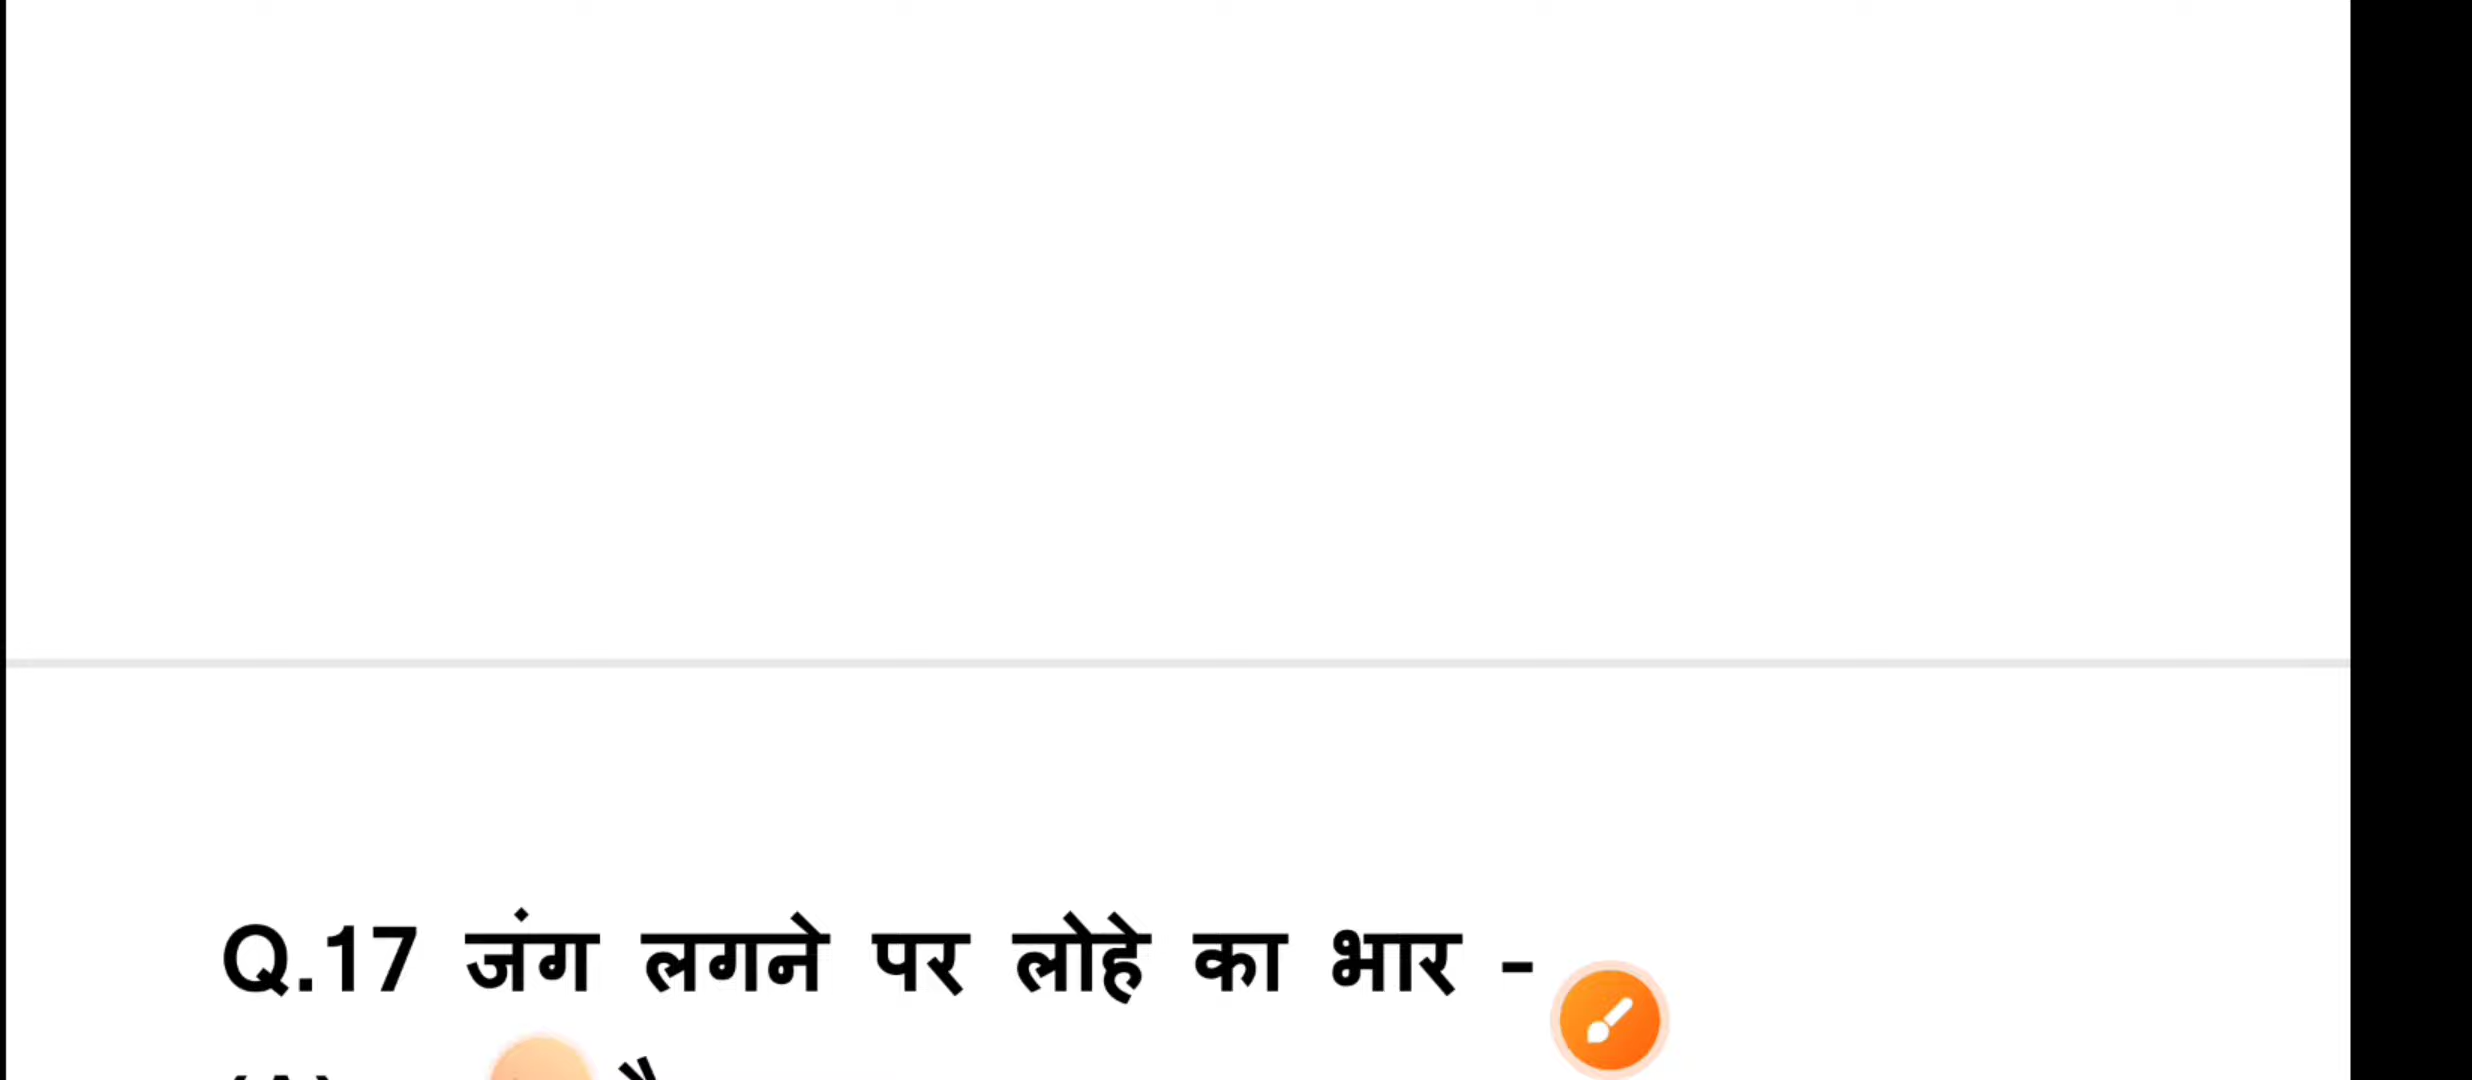 Q.17 जंग लगने पर लोहे का भार -